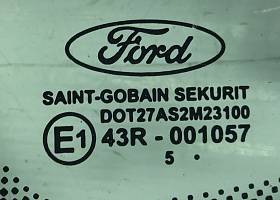 Ford
SAINT-GOBAIN SEKURIT
DOT27AS2M23100
E1 43R - 001057
5 .